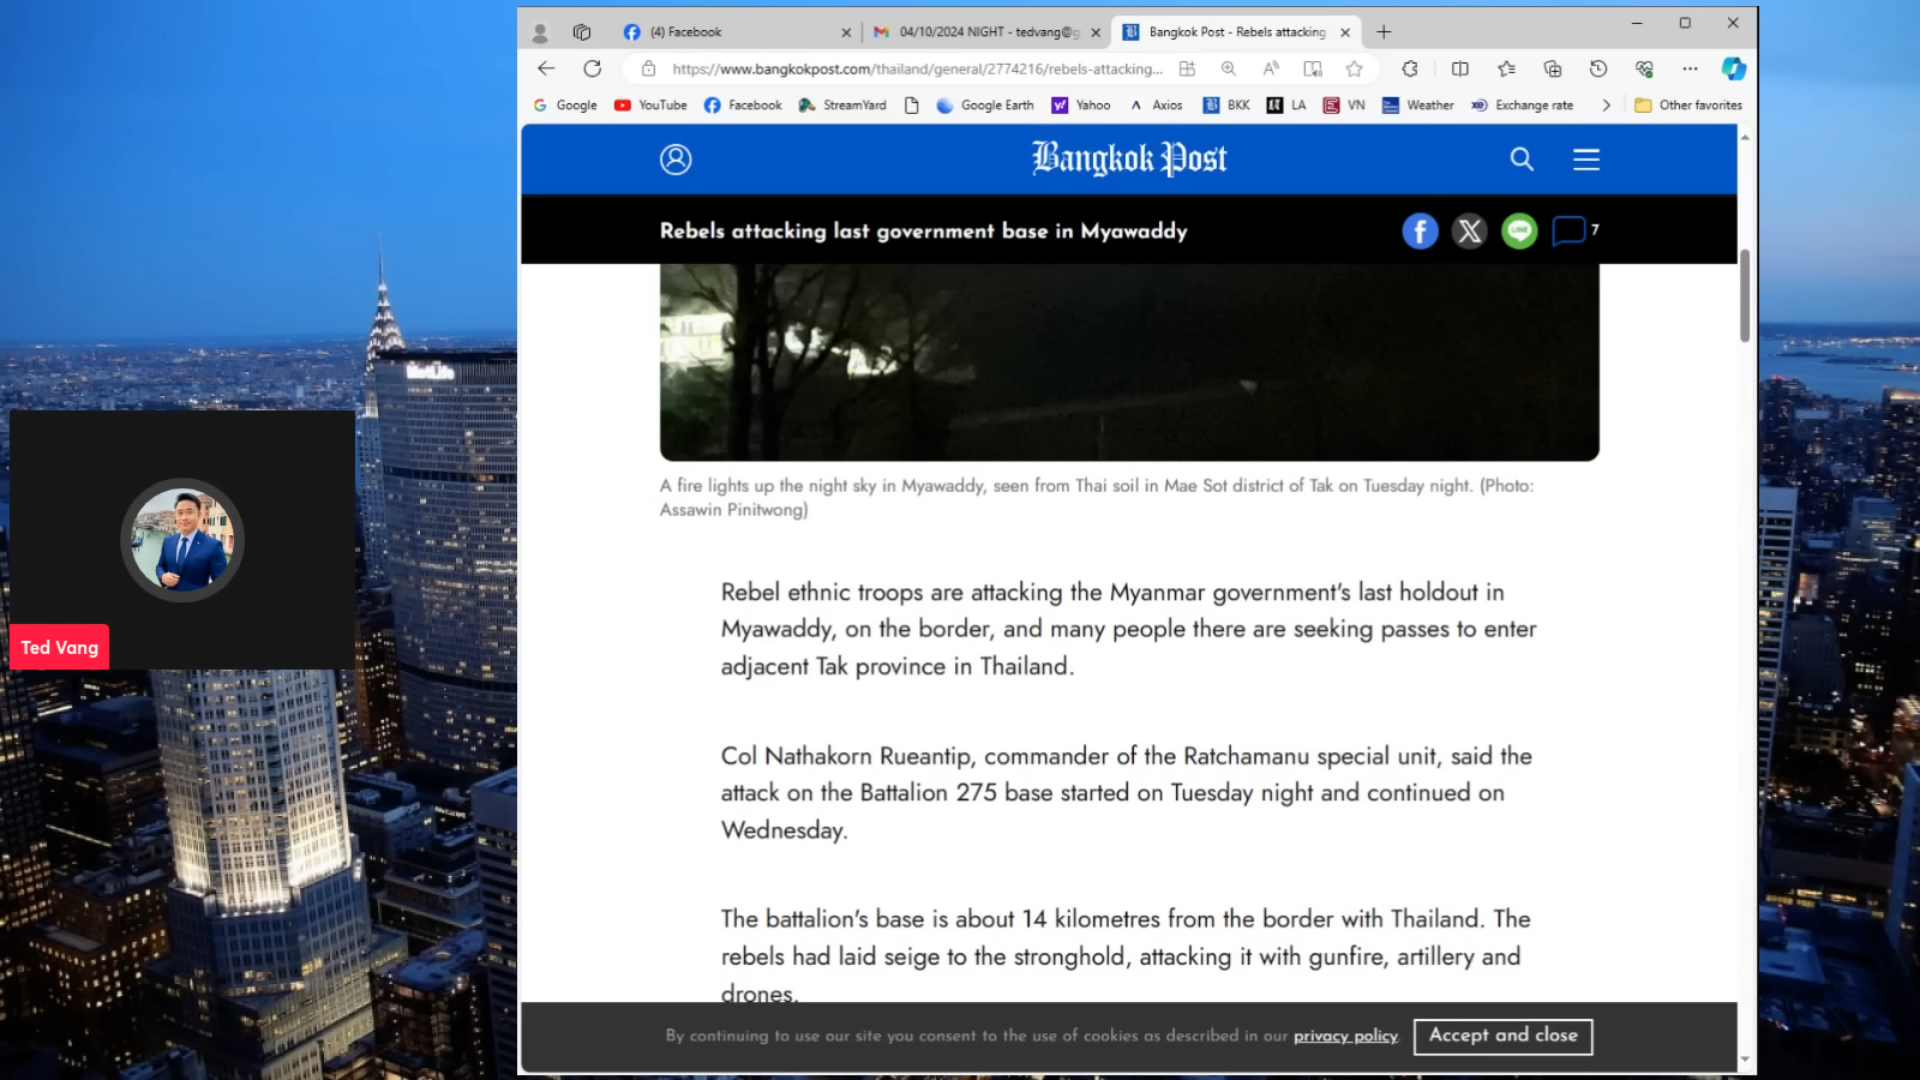 (4) Facebook
04/10/2024 NIGHT - tedvang@g
Bangkok Post - Rebels attacking
https://www.bangkokpost.com/thailand/general/2774216/rebels-attacking...
Google
YouTube
Facebook
StreamYard
Google Earth
Yahoo
Axios
BKK
LA
VN
Weather
Exchange rate
Other favorites
Bangkok Post
Rebels attacking last government base in Myawaddy
7
MetLife
A fire lights up the night sky in Myawaddy, seen from Thai soil in Mae Sot district of Tak on Tuesday night. (Photo:
Assawin Pinitwong)
Rebel ethnic troops are attacking the Myanmar government's last holdout in
Myawaddy, on the border, and many people there are seeking passes to enter
adjacent Tak province in Thailand.
Ted Vang
Col Nathakorn Rueantip, commander of the Ratchamanu special unit, said the
attack on the Battalion 275 base started on Tuesday night and continued on
Wednesday.
The battalion's base is about 14 kilometres from the border with Thailand. The
rebels had laid seige to the stronghold, attacking it with gunfire, artillery and
drones.
By continuing to use our site you consent to the use of cookies as described in our privacy policy
Accept and close